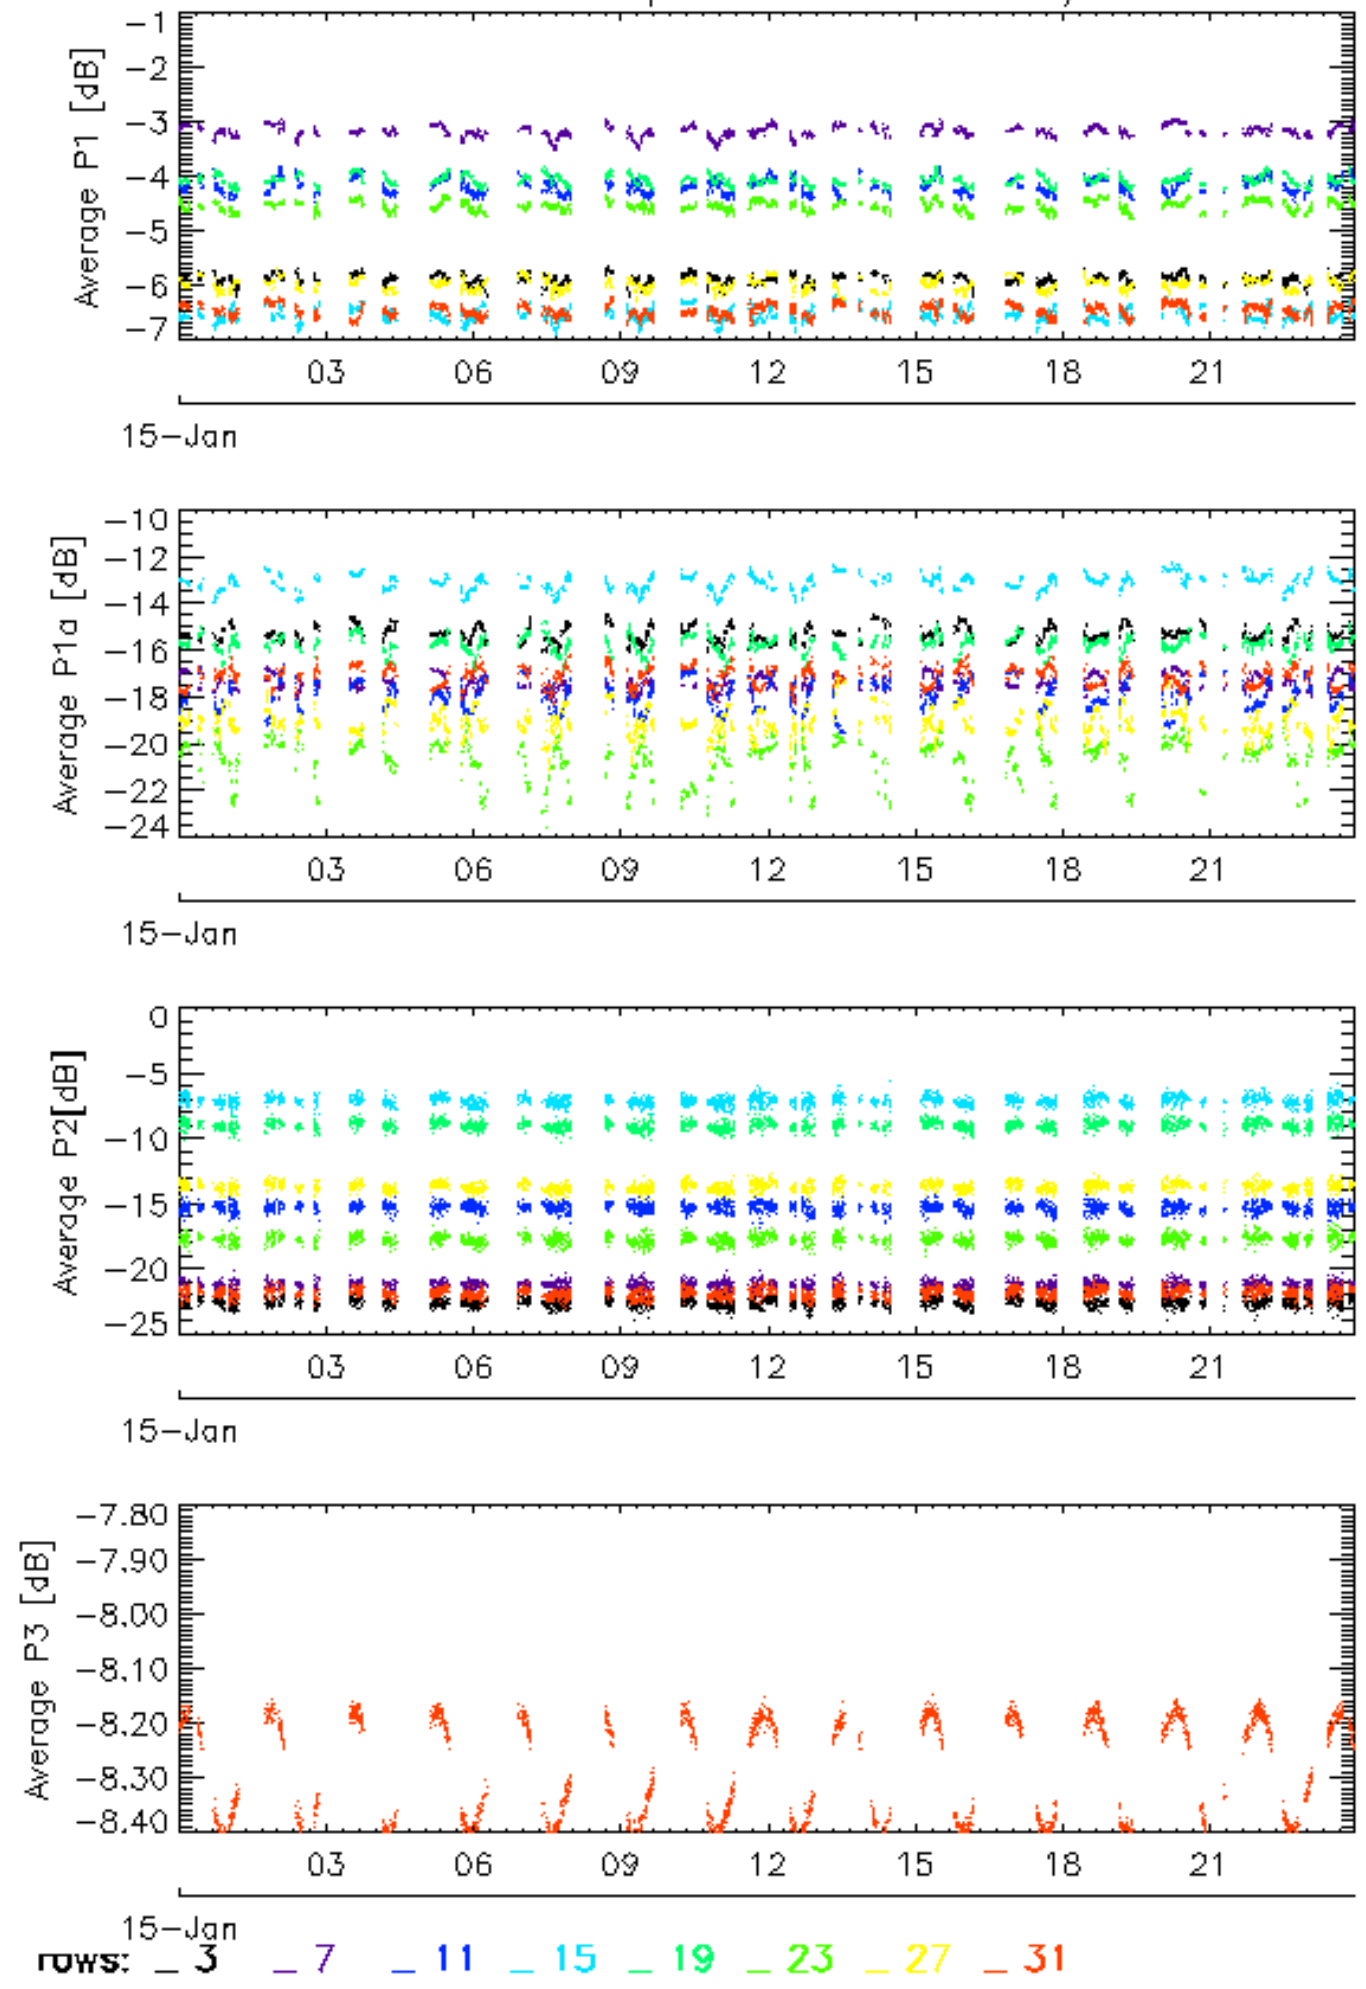 Average P1 [dB]
−1
−2
−3
−4
−5
−6
−7
03 06 09 12 15 18 21
15−Jan
Average P1a [dB]
−10
−12
−14
−16
−18
−20
−22
−24
03 06 09 12 15 18 21
15−Jan
Average P2[dB]
0
−5
−10
−15
−20
−25
03 06 09 12 15 18 21
15−Jan
Average P3 [dB]
−7.80
−7.90
−8.00
−8.10
−8.20
−8.30
−8.40
03 06 09 12 15 18 21
15−Jan
rows: _ 3 _ 7 _ 11 _ 15 _ 19 _ 23 _ 27 _ 31